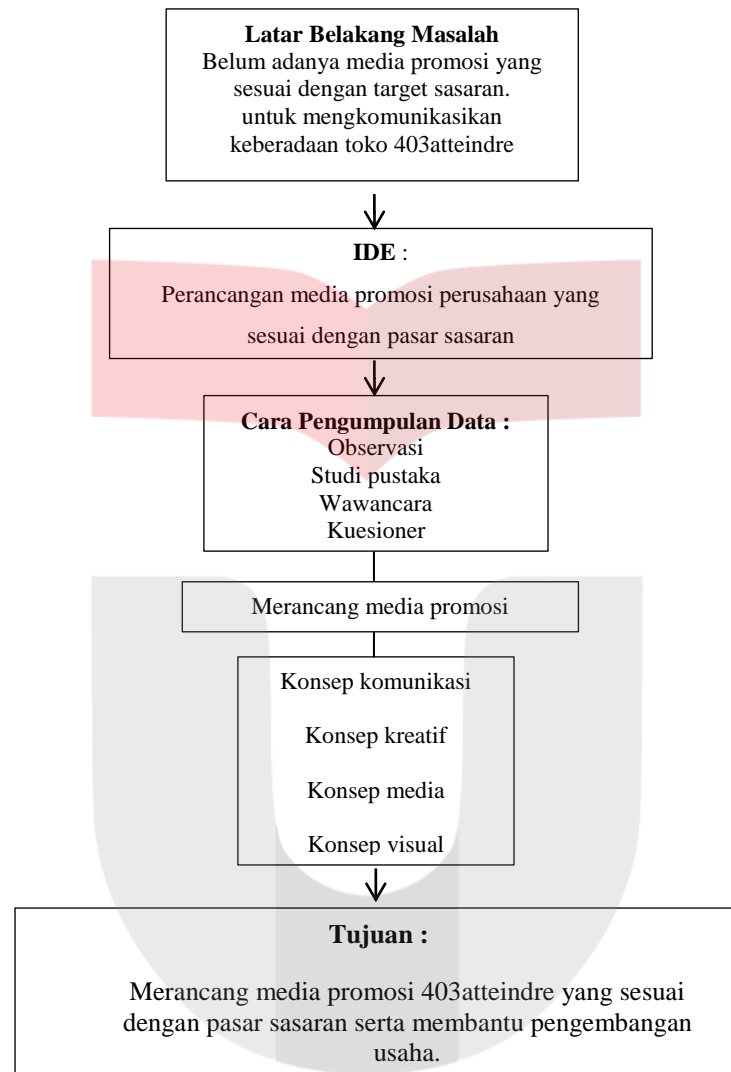 Latar Belakang Masalah
Belum adanya media promosi yang
sesuai dengan target sasaran.
untuk mengkomunikasikan
keberadaan toko 403atteindre
IDE :
Perancangan media promosi perusahaan yang
sesuai dengan pasar sasaran
Cara Pengumpulan Data :
Observasi
Studi pustaka
Wawancara
Kuesioner
Merancang media promosi
Konsep komunikasi
Konsep kreatif
Konsep media
Konsep visual
Tujuan :
Merancang media promosi 403atteindre yang sesuai
dengan pasar sasaran serta membantu pengembangan
usaha.